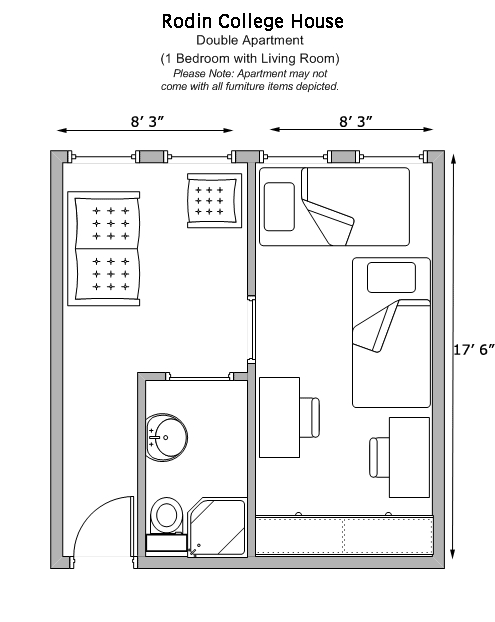 Rodin College House
Double Apartment
(1 Bedroom with Living Room)
Please Note: Apartment may not
come with all furniture items depicted.
8' 3" 8' 3"
17' 6"